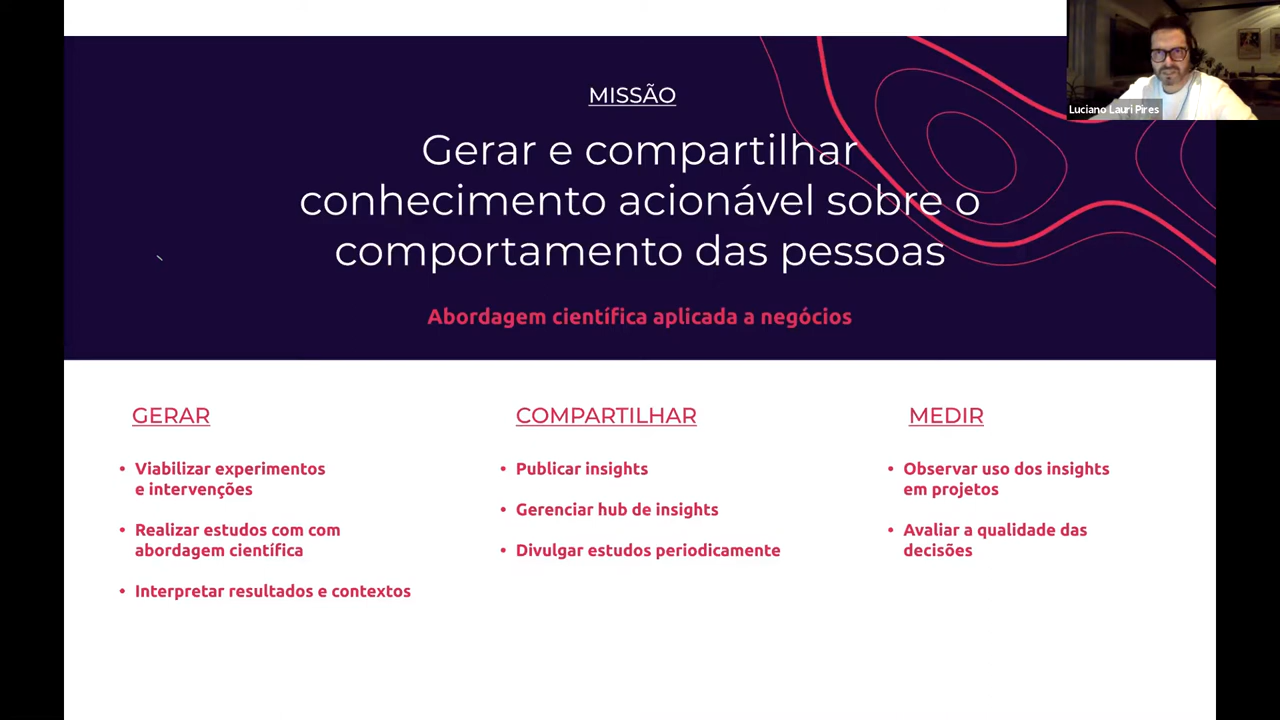 MISSÃO
Gerar e compartilhar
conhecimento acionável sobre o
comportamento das pessoas
Abordagem científica aplicada a negócios
Luciano Lauri Pires
GERAR
• Viabilizar experimentos
e intervenções
• Realizar estudos com com
abordagem científica
• Interpretar resultados e contextos
COMPARTILHAR
• Publicar insights
• Gerenciar hub de insights
• Divulgar estudos periodicamente
MEDIR
• Observar uso dos insights
em projetos
• Avaliar a qualidade das
decisões